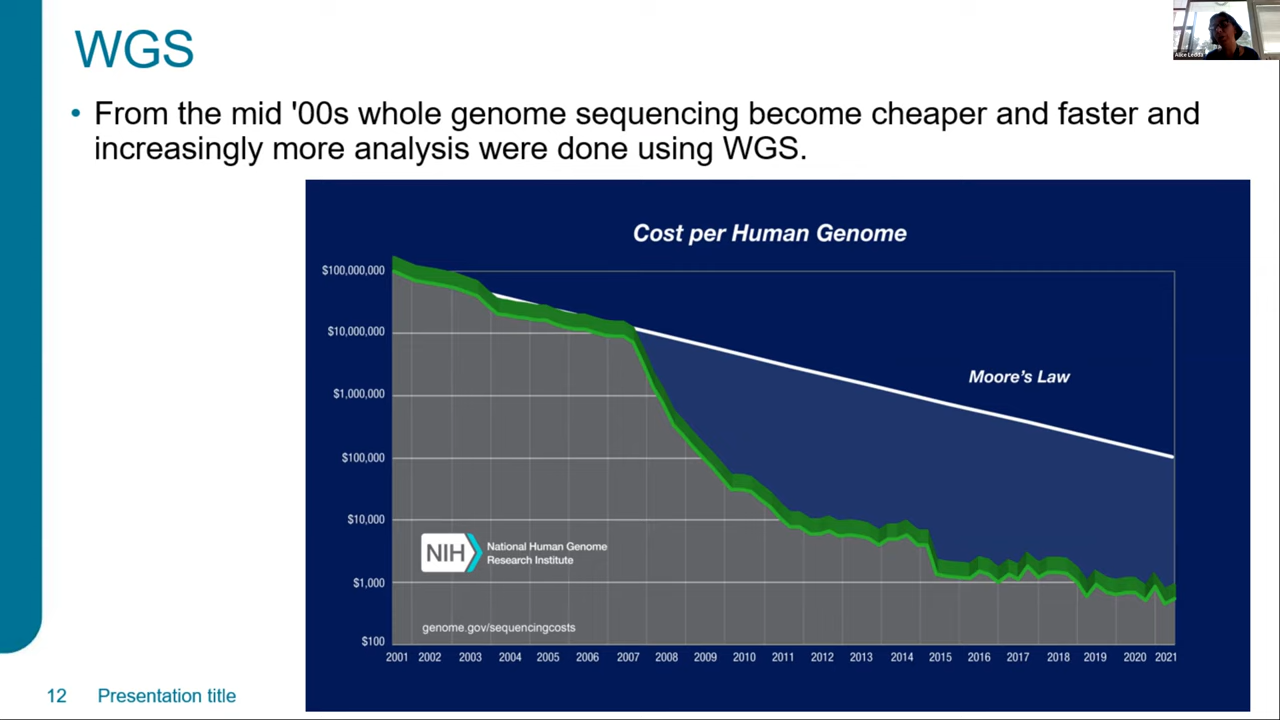 WGS
• From the mid '00s whole genome sequencing become cheaper and faster and
increasingly more analysis were done using WGS.
Cost per Human Genome
$100,000,000
$10,000,000
$1,000,000
$100,000
$10,000
$1,000
$100
Moore's Law
NIH
National Human Genome
Research Institute
genome.gov/sequencingcosts
2001 2002 2003 2004 2005 2006 2007 2008 2009 2010 2011 2012 2013 2014 2015 2016 2017 2018 2019 2020 2021
12 Presentation title
Alice Ledda